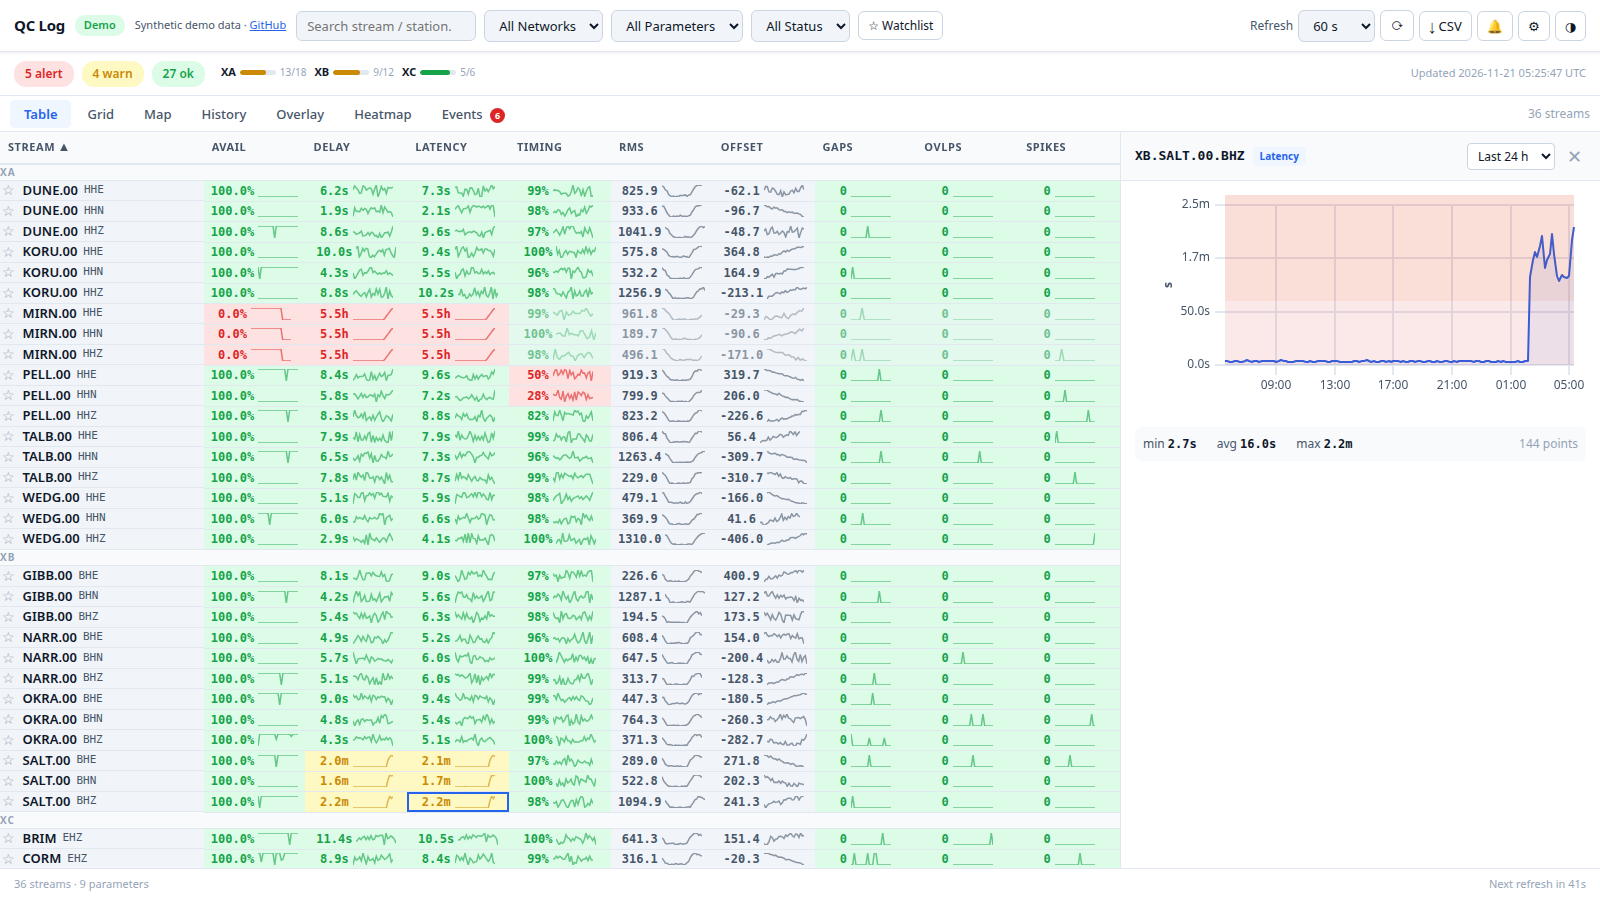 QC Log Demo Synthetic demo data · GitHub Search stream / station. All Networks All Parameters All Status ☆ Watchlist Refresh 60 s ⟳ ↓ CSV 🔔 ⚙ ◑
5 alert 4 warn 27 ok XA 13/18 XB 9/12 XC 5/6 Updated 2026-11-21 05:25:47 UTC
Table Grid Map History Overlay Heatmap Events 6 36 streams
STREAM ▲ AVAIL DELAY LATENCY TIMING RMS OFFSET GAPS OVLPS SPIKES
XA
☆ DUNE.00 HHE 100.0% 6.2s 7.3s 99% 825.9 -62.1 0 0 0
☆ DUNE.00 HHN 100.0% 1.9s 2.1s 98% 933.6 -96.7 0 0 0
☆ DUNE.00 HHZ 100.0% 8.6s 9.6s 97% 1041.9 -48.7 0 0 0
☆ KORU.00 HHE 100.0% 10.0s 9.4s 100% 575.8 364.8 0 0 0
☆ KORU.00 HHN 100.0% 4.3s 5.5s 96% 532.2 164.9 0 0 0
☆ KORU.00 HHZ 100.0% 8.8s 10.2s 98% 1256.9 -213.1 0 0 0
☆ MIRN.00 HHE 0.0% 5.5h 5.5h 99% 961.8 -29.3 0 0 0
☆ MIRN.00 HHN 0.0% 5.5h 5.5h 100% 189.7 -90.6 0 0 0
☆ MIRN.00 HHZ 0.0% 5.5h 5.5h 98% 496.1 -171.0 0 0 0
☆ PELL.00 HHE 100.0% 8.4s 9.6s 50% 919.3 319.7 0 0 0
☆ PELL.00 HHN 100.0% 5.8s 7.2s 28% 799.9 206.0 0 0 0
☆ PELL.00 HHZ 100.0% 8.3s 8.8s 82% 823.2 -226.6 0 0 0
☆ TALB.00 HHE 100.0% 7.9s 7.9s 99% 806.4 56.4 0 0 0
☆ TALB.00 HHN 100.0% 6.5s 7.3s 96% 1263.4 -309.7 0 0 0
☆ TALB.00 HHZ 100.0% 7.8s 8.7s 99% 229.0 -310.7 0 0 0
☆ WEDG.00 HHE 100.0% 5.1s 5.9s 98% 479.1 -166.0 0 0 0
☆ WEDG.00 HHN 100.0% 6.0s 6.6s 98% 369.9 41.6 0 0 0
☆ WEDG.00 HHZ 100.0% 2.9s 4.1s 100% 1310.0 -406.0 0 0 0
XB
☆ GIBB.00 BHE 100.0% 8.1s 9.0s 97% 226.6 400.9 0 0 0
☆ GIBB.00 BHN 100.0% 4.2s 5.6s 98% 1287.1 127.2 0 0 0
☆ GIBB.00 BHZ 100.0% 5.4s 6.3s 98% 194.5 173.5 0 0 0
☆ NARR.00 BHE 100.0% 4.9s 5.2s 96% 608.4 154.0 0 0 0
☆ NARR.00 BHN 100.0% 5.7s 6.0s 100% 647.5 -200.4 0 0 0
☆ NARR.00 BHZ 100.0% 5.1s 6.0s 99% 313.7 -128.3 0 0 0
☆ OKRA.00 BHE 100.0% 9.0s 9.4s 99% 447.3 -180.5 0 0 0
☆ OKRA.00 BHN 100.0% 4.8s 5.4s 99% 764.3 -260.3 0 0 0
☆ OKRA.00 BHZ 100.0% 4.3s 5.1s 100% 371.3 -282.7 0 0 0
☆ SALT.00 BHE 100.0% 2.0m 2.1m 97% 289.0 271.8 0 0 0
☆ SALT.00 BHN 100.0% 1.6m 1.7m 100% 522.8 202.3 0 0 0
☆ SALT.00 BHZ 100.0% 2.2m 2.2m 98% 1094.9 241.3 0 0 0
XC
☆ BRIM EHZ 100.0% 11.4s 10.5s 100% 641.3 151.4 0 0 0
☆ CORM EHZ 100.0% 8.9s 8.4s 99% 316.1 -20.3 0 0 0
XB.SALT.00.BHZ Latency Last 24 h ✕
2.5m
1.7m
50.0s
0.0s
s
09:00 13:00 17:00 21:00 01:00 05:00
min 2.7s avg 16.0s max 2.2m 144 points
36 streams · 9 parameters Next refresh in 41s